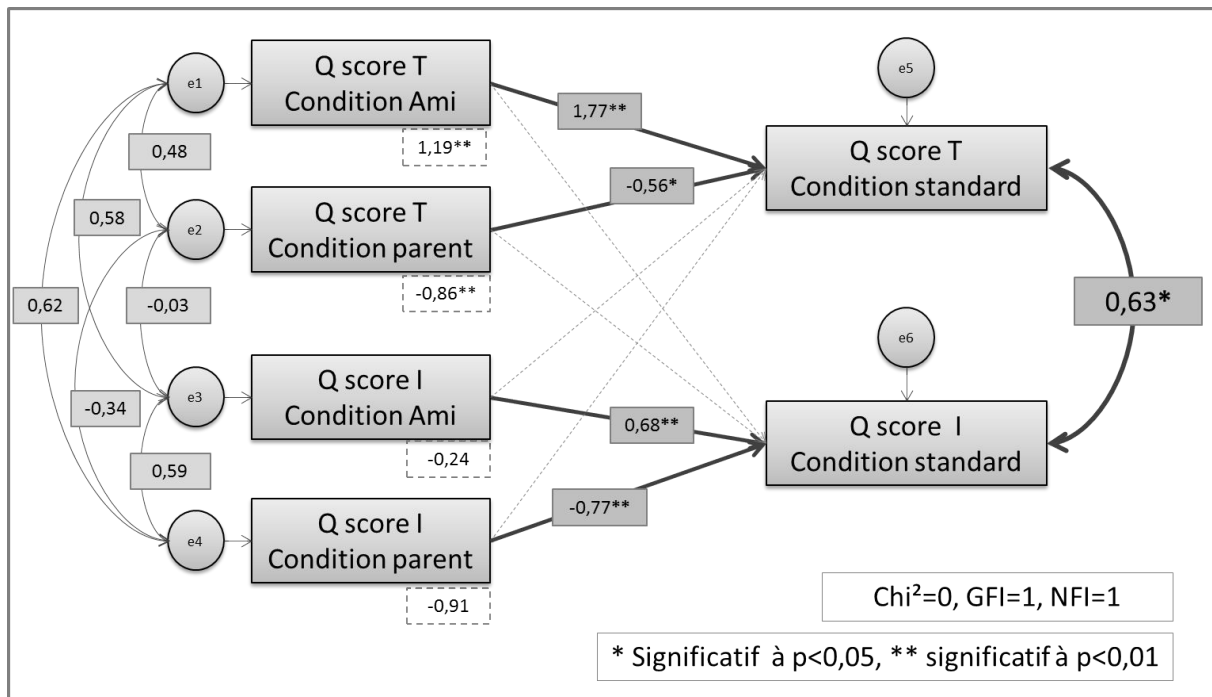 e1
Q score T
Condition Ami
1,19**
1,77**
e5
Q score T
Condition standard
0,48
e2
Q score T
Condition parent
-0,86**
-0,56*
0,58
0,62
-0,03
-0,34
0,63*
e3
Q score I
Condition Ami
-0,24
0,68**
e6
Q score I
Condition standard
0,59
e4
Q score I
Condition parent
-0,91
-0,77**
Chi²=0, GFI=1, NFI=1
* Significatif à p<0,05, ** significatif à p<0,01